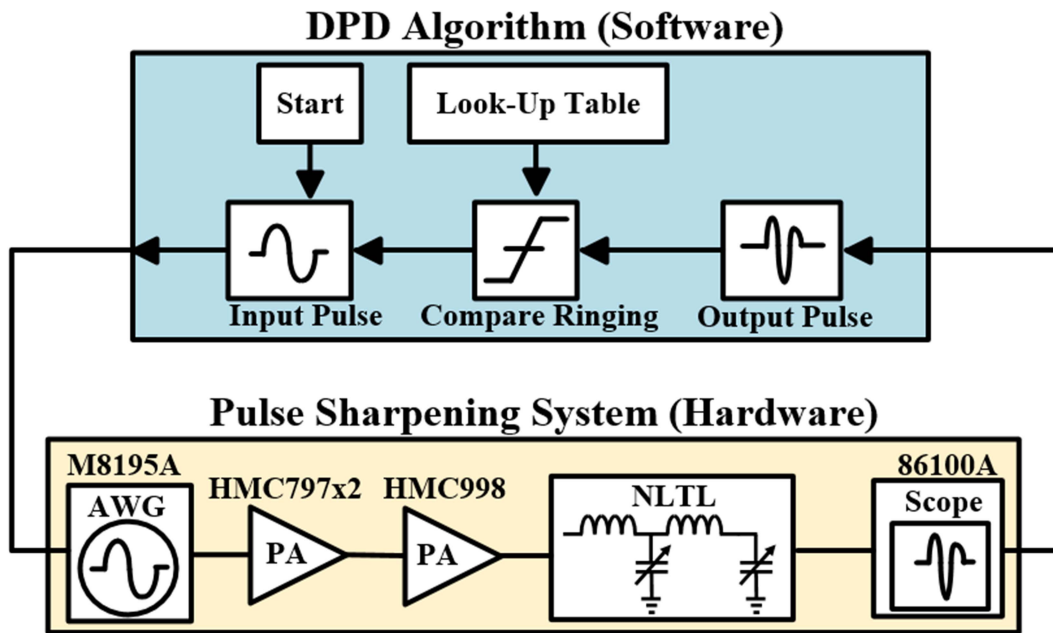 DPD Algorithm (Software)
Start
Look-Up Table
Input Pulse
Compare Ringing
Output Pulse
Pulse Sharpening System (Hardware)
M8195A
HMC797x2
HMC998
86100A
AWG
PA
PA
NLTL
Scope